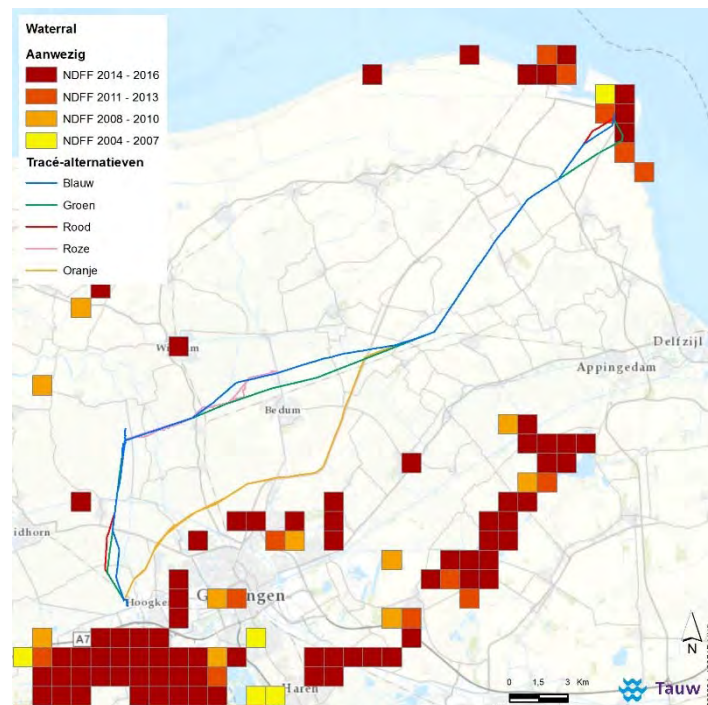 Waterral
Aanwezig
NDFF 2014 - 2016
NDFF 2011 - 2013
NDFF 2008 - 2010
NDFF 2004 - 2007
Tracé-alternatieven
Blauw
Groen
Rood
Roze
Oranje
Delfzijl
Appingedam
Bedum
Hoogke
A7
Haren
N
0 1,5 3 Km
Tauw